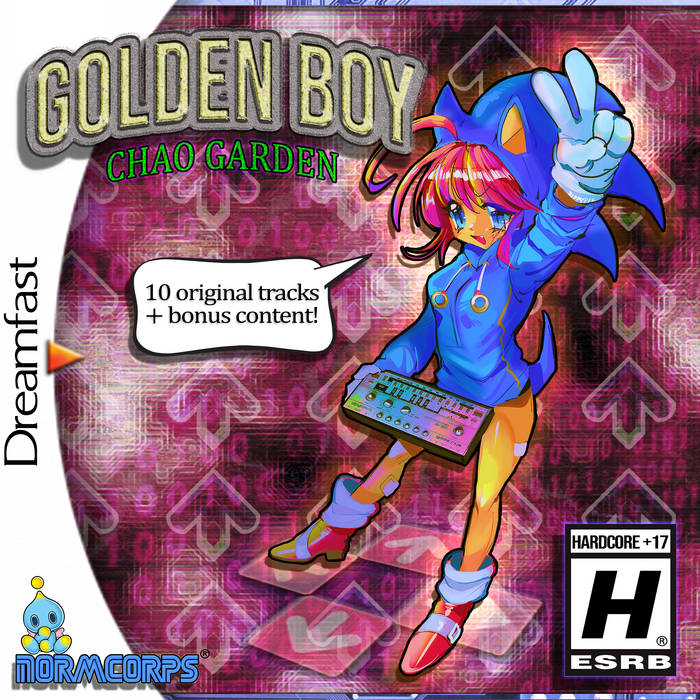 GOLDEN BOY
CHAO GARDEN
10 original tracks
+ bonus content!
Dreamfast
HARDCORE +17
H
®
ESRB
NORMCORPS®